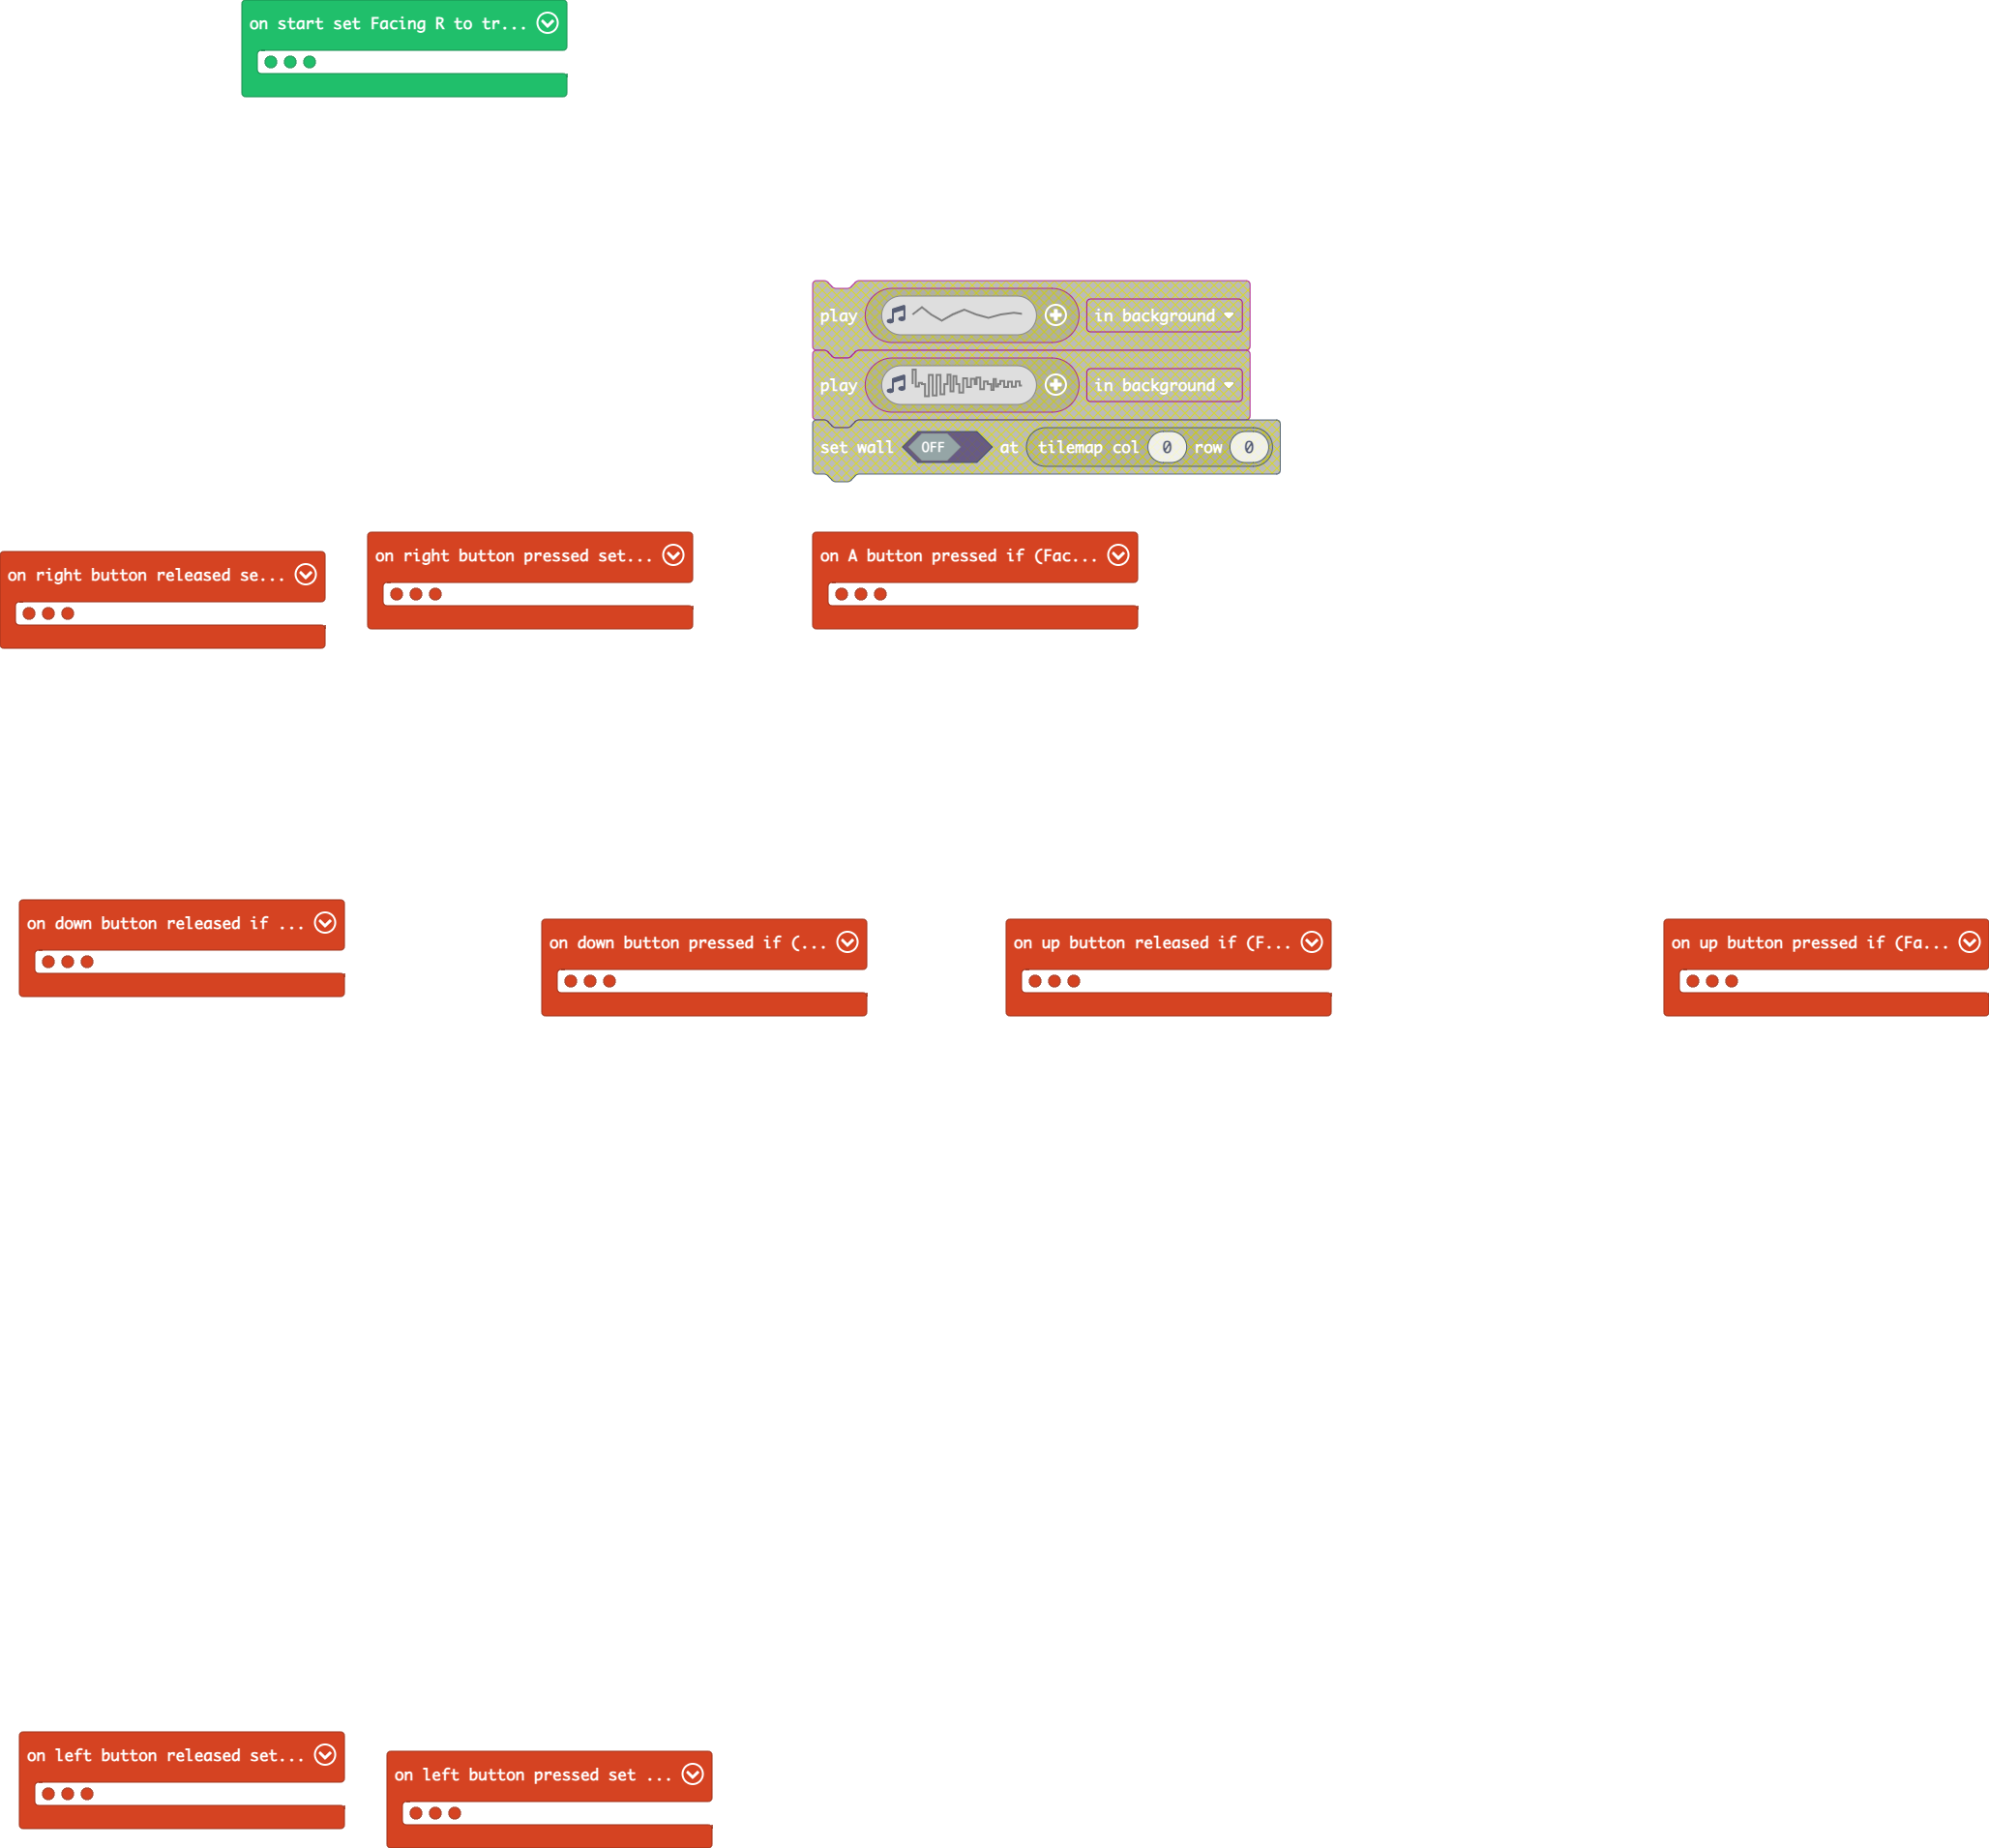 on start set Facing R to tr...
play in background
play in background
set wall OFF at tilemap col 0 row 0
on right button released se...
on right button pressed set...
on A button pressed if (Fac...
on down button released if ...
on down button pressed if (...
on up button released if (F...
on up button pressed if (Fa...
on left button released set...
on left button pressed set ...